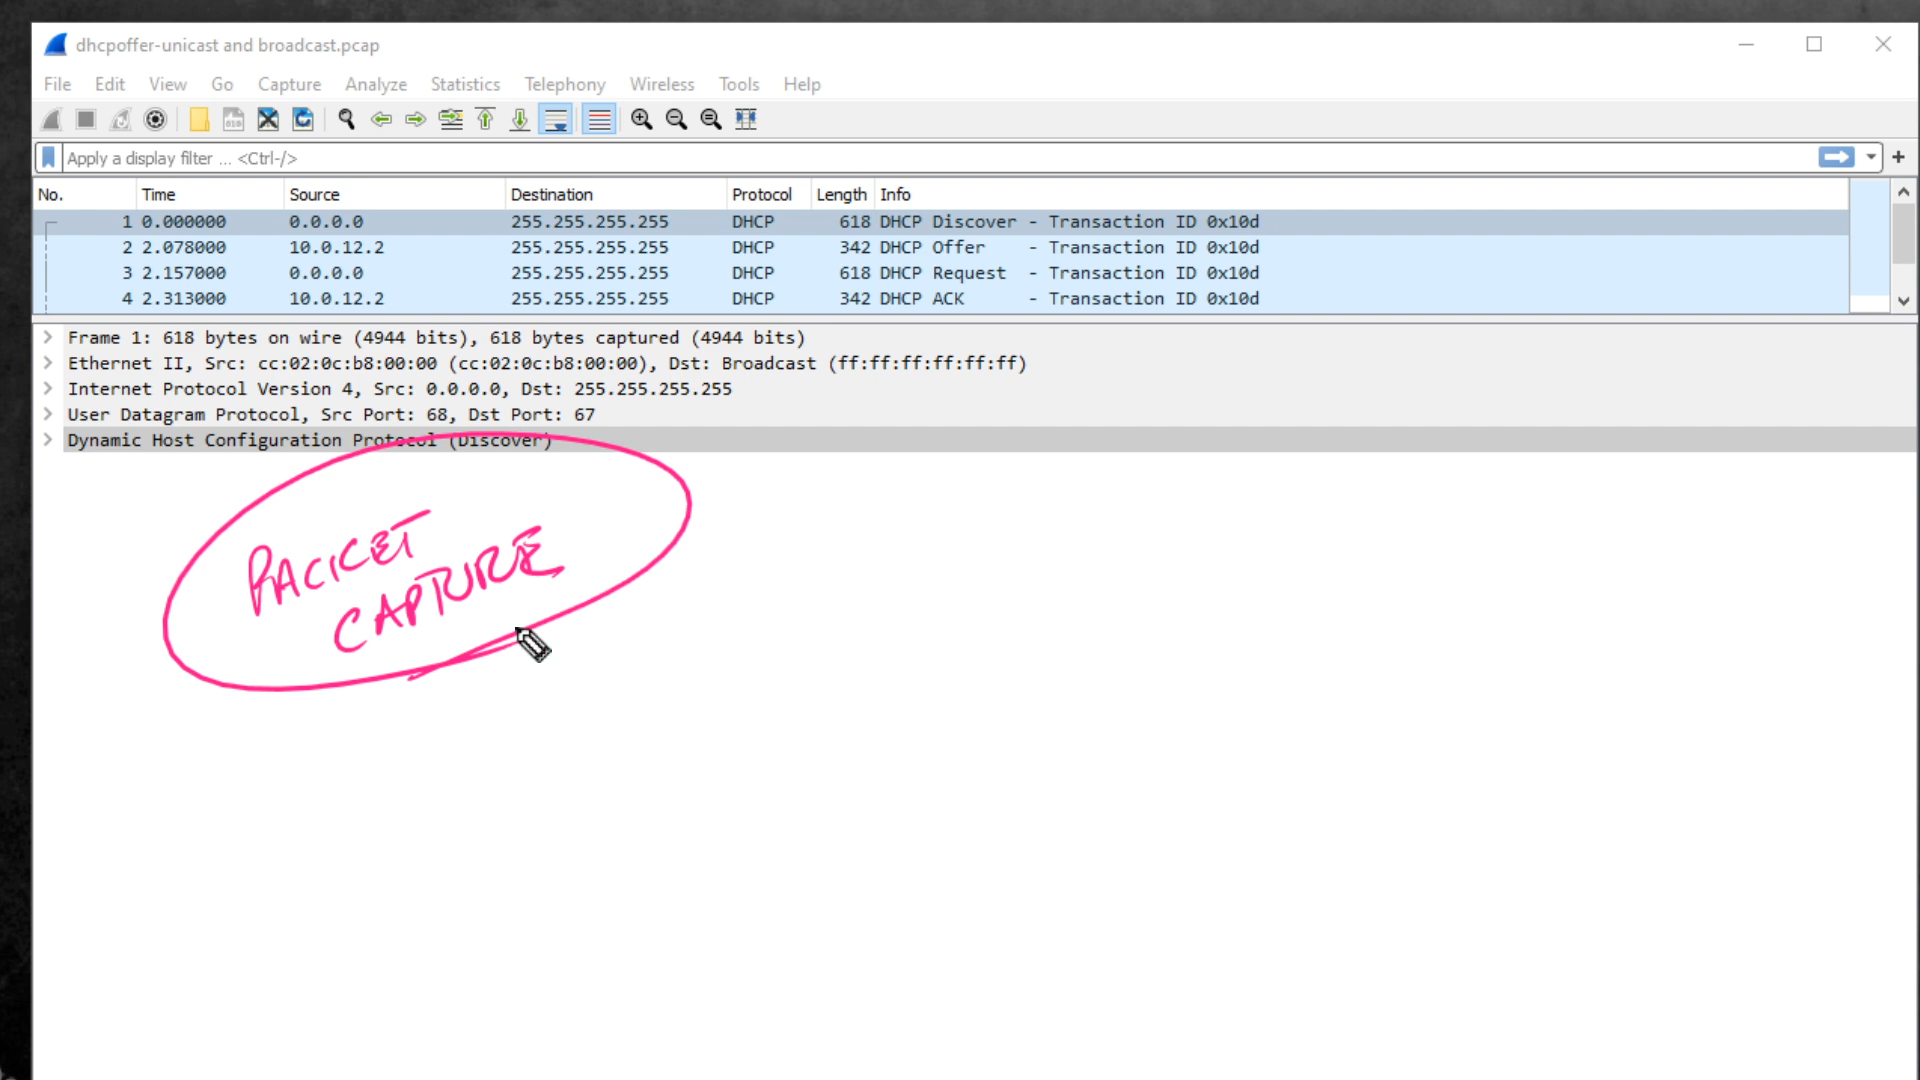 dhcpoffer-unicast and broadcast.pcap
File Edit View Go Capture Analyze Statistics Telephony Wireless Tools Help
Apply a display filter ... <Ctrl-/>
No. Time Source Destination Protocol Length Info
1 0.000000 0.0.0.0 255.255.255.255 DHCP 618 DHCP Discover - Transaction ID 0x10d
2 2.078000 10.0.12.2 255.255.255.255 DHCP 342 DHCP Offer - Transaction ID 0x10d
3 2.157000 0.0.0.0 255.255.255.255 DHCP 618 DHCP Request - Transaction ID 0x10d
4 2.313000 10.0.12.2 255.255.255.255 DHCP 342 DHCP ACK - Transaction ID 0x10d
Frame 1: 618 bytes on wire (4944 bits), 618 bytes captured (4944 bits)
Ethernet II, Src: cc:02:0c:b8:00:00 (cc:02:0c:b8:00:00), Dst: Broadcast (ff:ff:ff:ff:ff:ff)
Internet Protocol Version 4, Src: 0.0.0.0, Dst: 255.255.255.255
User Datagram Protocol, Src Port: 68, Dst Port: 67
Dynamic Host Configuration Protocol (Discover)
PACKET
CAPTURE